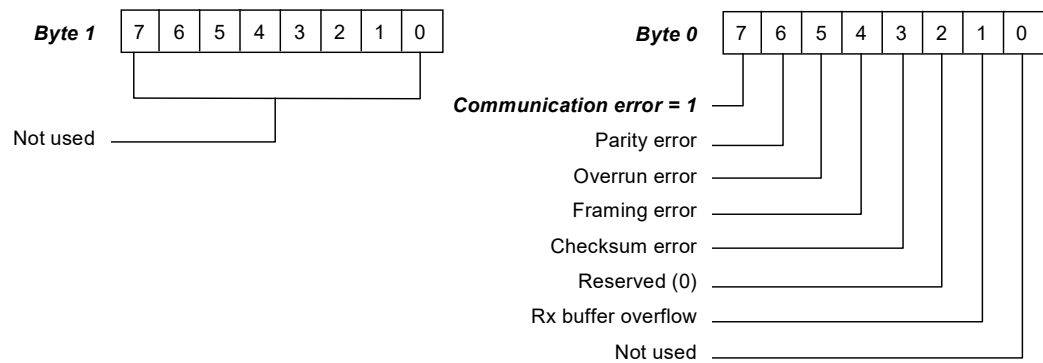 Byte 1 7 6 5 4 3 2 1 0
Not used
Byte 0 7 6 5 4 3 2 1 0
Communication error = 1
Parity error
Overrun error
Framing error
Checksum error
Reserved (0)
Rx buffer overflow
Not used